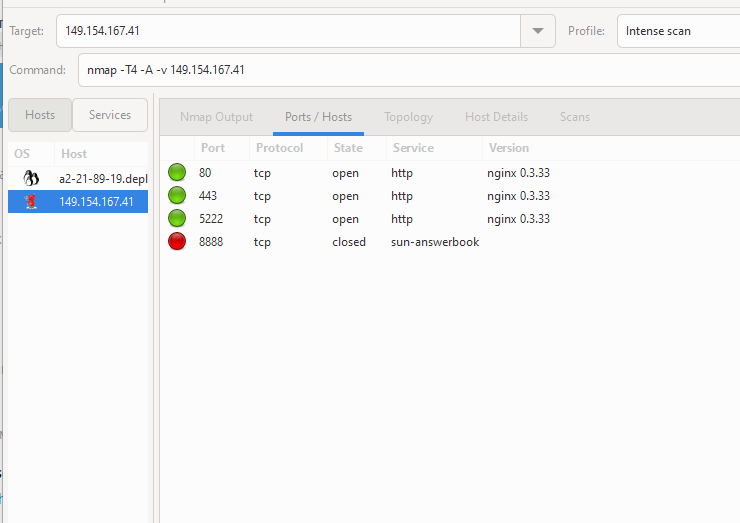 Target: 149.154.167.41 Profile: Intense scan
Command: nmap -T4 -A -v 149.154.167.41
Hosts Services
Nmap Output Ports / Hosts Topology Host Details Scans
OS Host
a2-21-89-19.depl
149.154.167.41
Port Protocol State Service Version
80 tcp open http nginx 0.3.33
443 tcp open http nginx 0.3.33
5222 tcp open http nginx 0.3.33
8888 tcp closed sun-answerbook